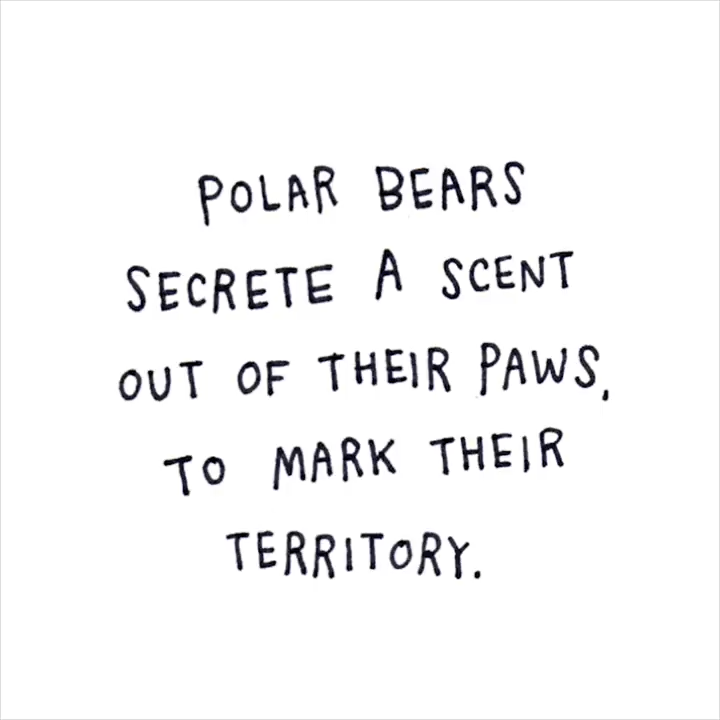 POLAR BEARS
SECRETE A SCENT
OUT OF THEIR PAWS,
TO MARK THEIR
TERRITORY.